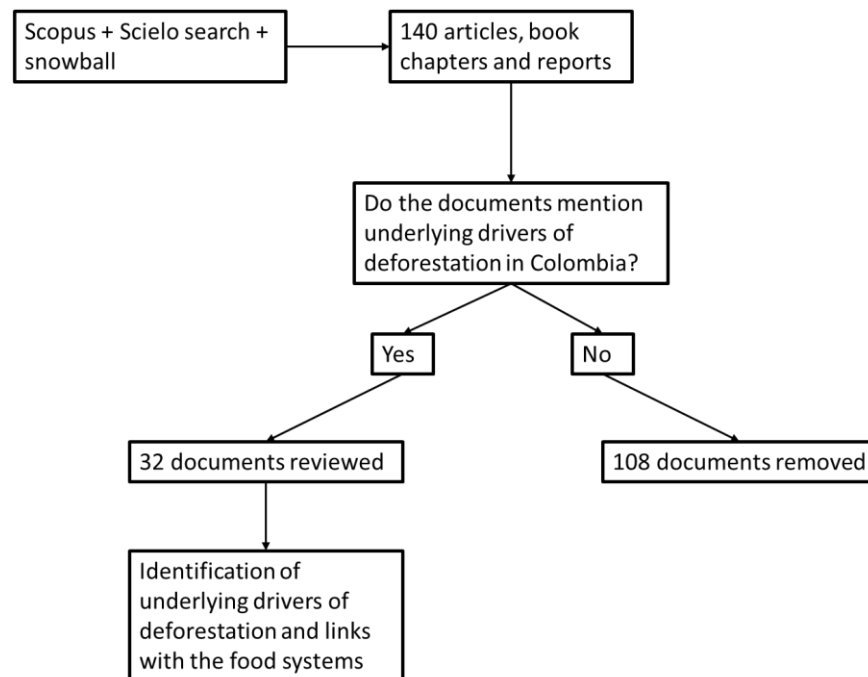 Scopus + Scielo search +
snowball
140 articles, book
chapters and reports
Do the documents mention
underlying drivers of
deforestation in Colombia?
Yes
No
32 documents reviewed
108 documents removed
Identification of
underlying drivers of
deforestation and links
with the food systems